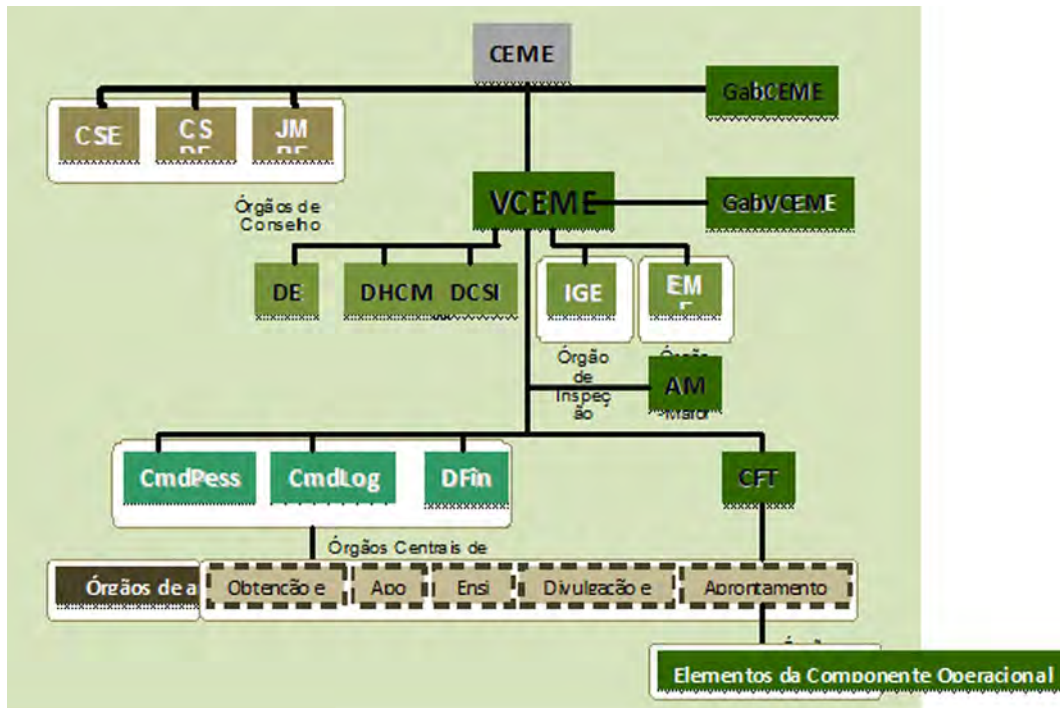 CEME
GabCEME
CSE
CS
JM
Órgãos de
Conselho
VCEME
GabVCEME
DE
DHCM
DCSI
IGE
EM
Órgão
de
Inspeç
ão
AM
CmdPess
CmdLog
DFin
CFT
Órgãos Centrais de
Órgãos de a
Obtenção e
Apo
Ensi
Divulgação e
Aprontamento
Elementos da Componente Operacional